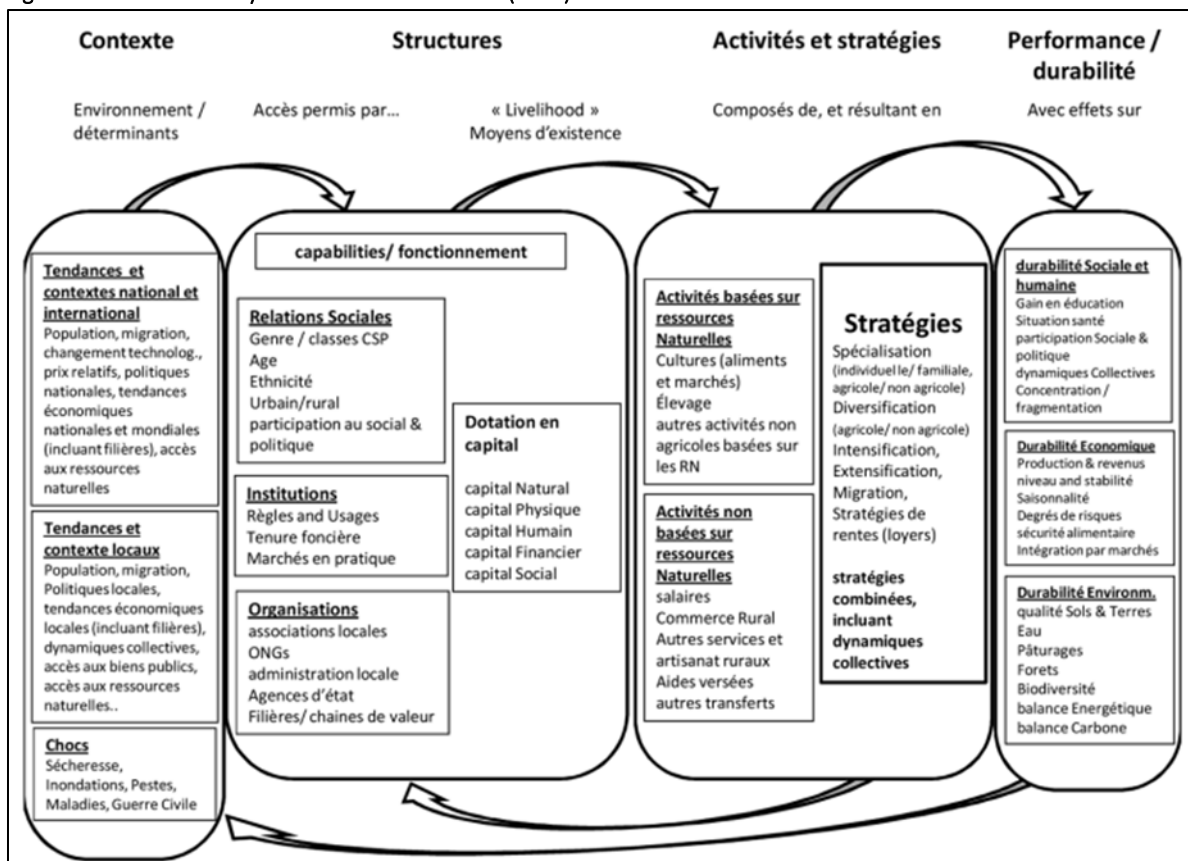 Contexte
Structures
Activités et stratégies
Performance /
durabilité
Environnement /
déterminants
Accès permis par...
« Livelihood »
Moyens d'existence
Composés de, et résultant en
Avec effets sur
Tendances et
contextes national et
international
Population, migration,
changement technolog.,
prix relatifs, politiques
nationales, tendances
économiques
nationales et mondiales
(incluant filières), accès
aux ressources
naturelles
Tendances et
contexte locaux
Population, migration,
Politiques locales,
tendances économiques
locales (incluant filières),
dynamiques collectives,
accès aux biens publics,
accès aux ressources
naturelles..
Chocs
Sécheresse,
Inondations, Pestes,
Maladies, Guerre Civile
capabilities/ fonctionnement
Relations Sociales
Genre / classes CSP
Age
Ethnicité
Urbain/rural
participation au social &
politique
Institutions
Règles and Usages
Tenure foncière
Marchés en pratique
Organisations
associations locales
ONGs
administration locale
Agences d'état
Filières/ chaines de valeur
Dotation en
capital
capital Natural
capital Physique
capital Humain
capital Financier
capital Social
Activités basées sur
ressources
Naturelles
Cultures (aliments
et marchés)
Élevage
autres activités non
agricoles basées sur
les RN
Activités non
basées sur
ressources
Naturelles
salaires
Commerce Rural
Autres services et
artisanat ruraux
Aides versées
autres transferts
Stratégies
Spécialisation
(individuel le/ familiale,
agricole/ non agricole)
Diversification
(agricole/ non agricole)
Intensification,
Extensification,
Migration,
Stratégies de
rentes (loyers)
stratégies
combinées,
incluant
dynamiques
collectives
durabilité Sociale et
humaine
Gain en éducation
Situation santé
participation Sociale &
politique
dynamiques Collectives
Concentration /
fragmentation
Durabilité Economique
Production & revenus
niveau and stabilité
Saisonnalité
Degrés de risques
sécurité alimentaire
Intégration par marchés
Durabilité Environm.
qualité Sols & Terres
Eau
Pâturages
Forets
Biodiversité
balance Energétique
balance Carbone